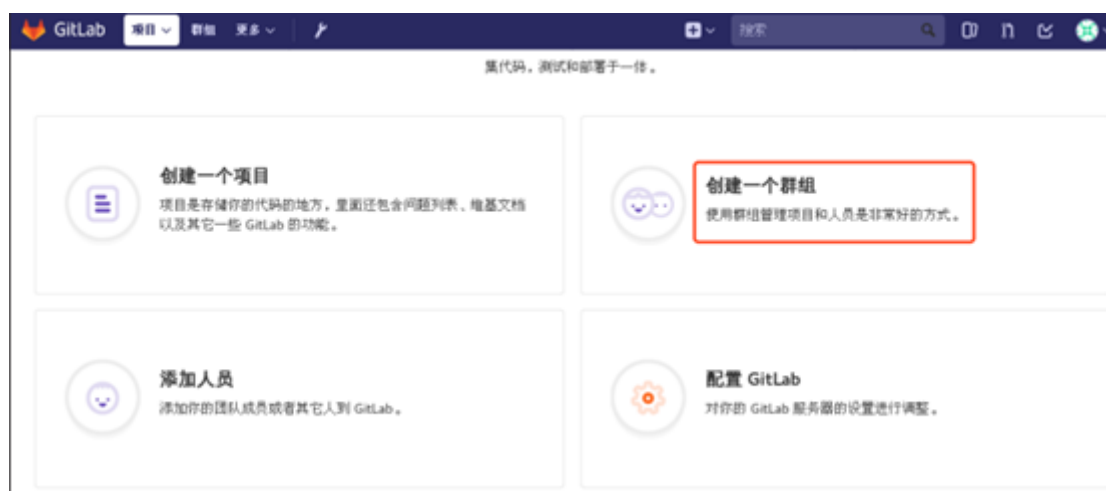 GitLab 项目 群组 更多 搜索
集代码，测试和部署于一体。
创建一个项目
项目是存储你的代码的地方，里面还包含问题列表、维基文档
以及其它一些 GitLab 的功能。
创建一个群组
使用群组管理项目和人员是非常好的方式。
添加人员
添加你的团队成员或者其它人到 GitLab。
配置 GitLab
对你的 GitLab 服务器的设置进行调整。